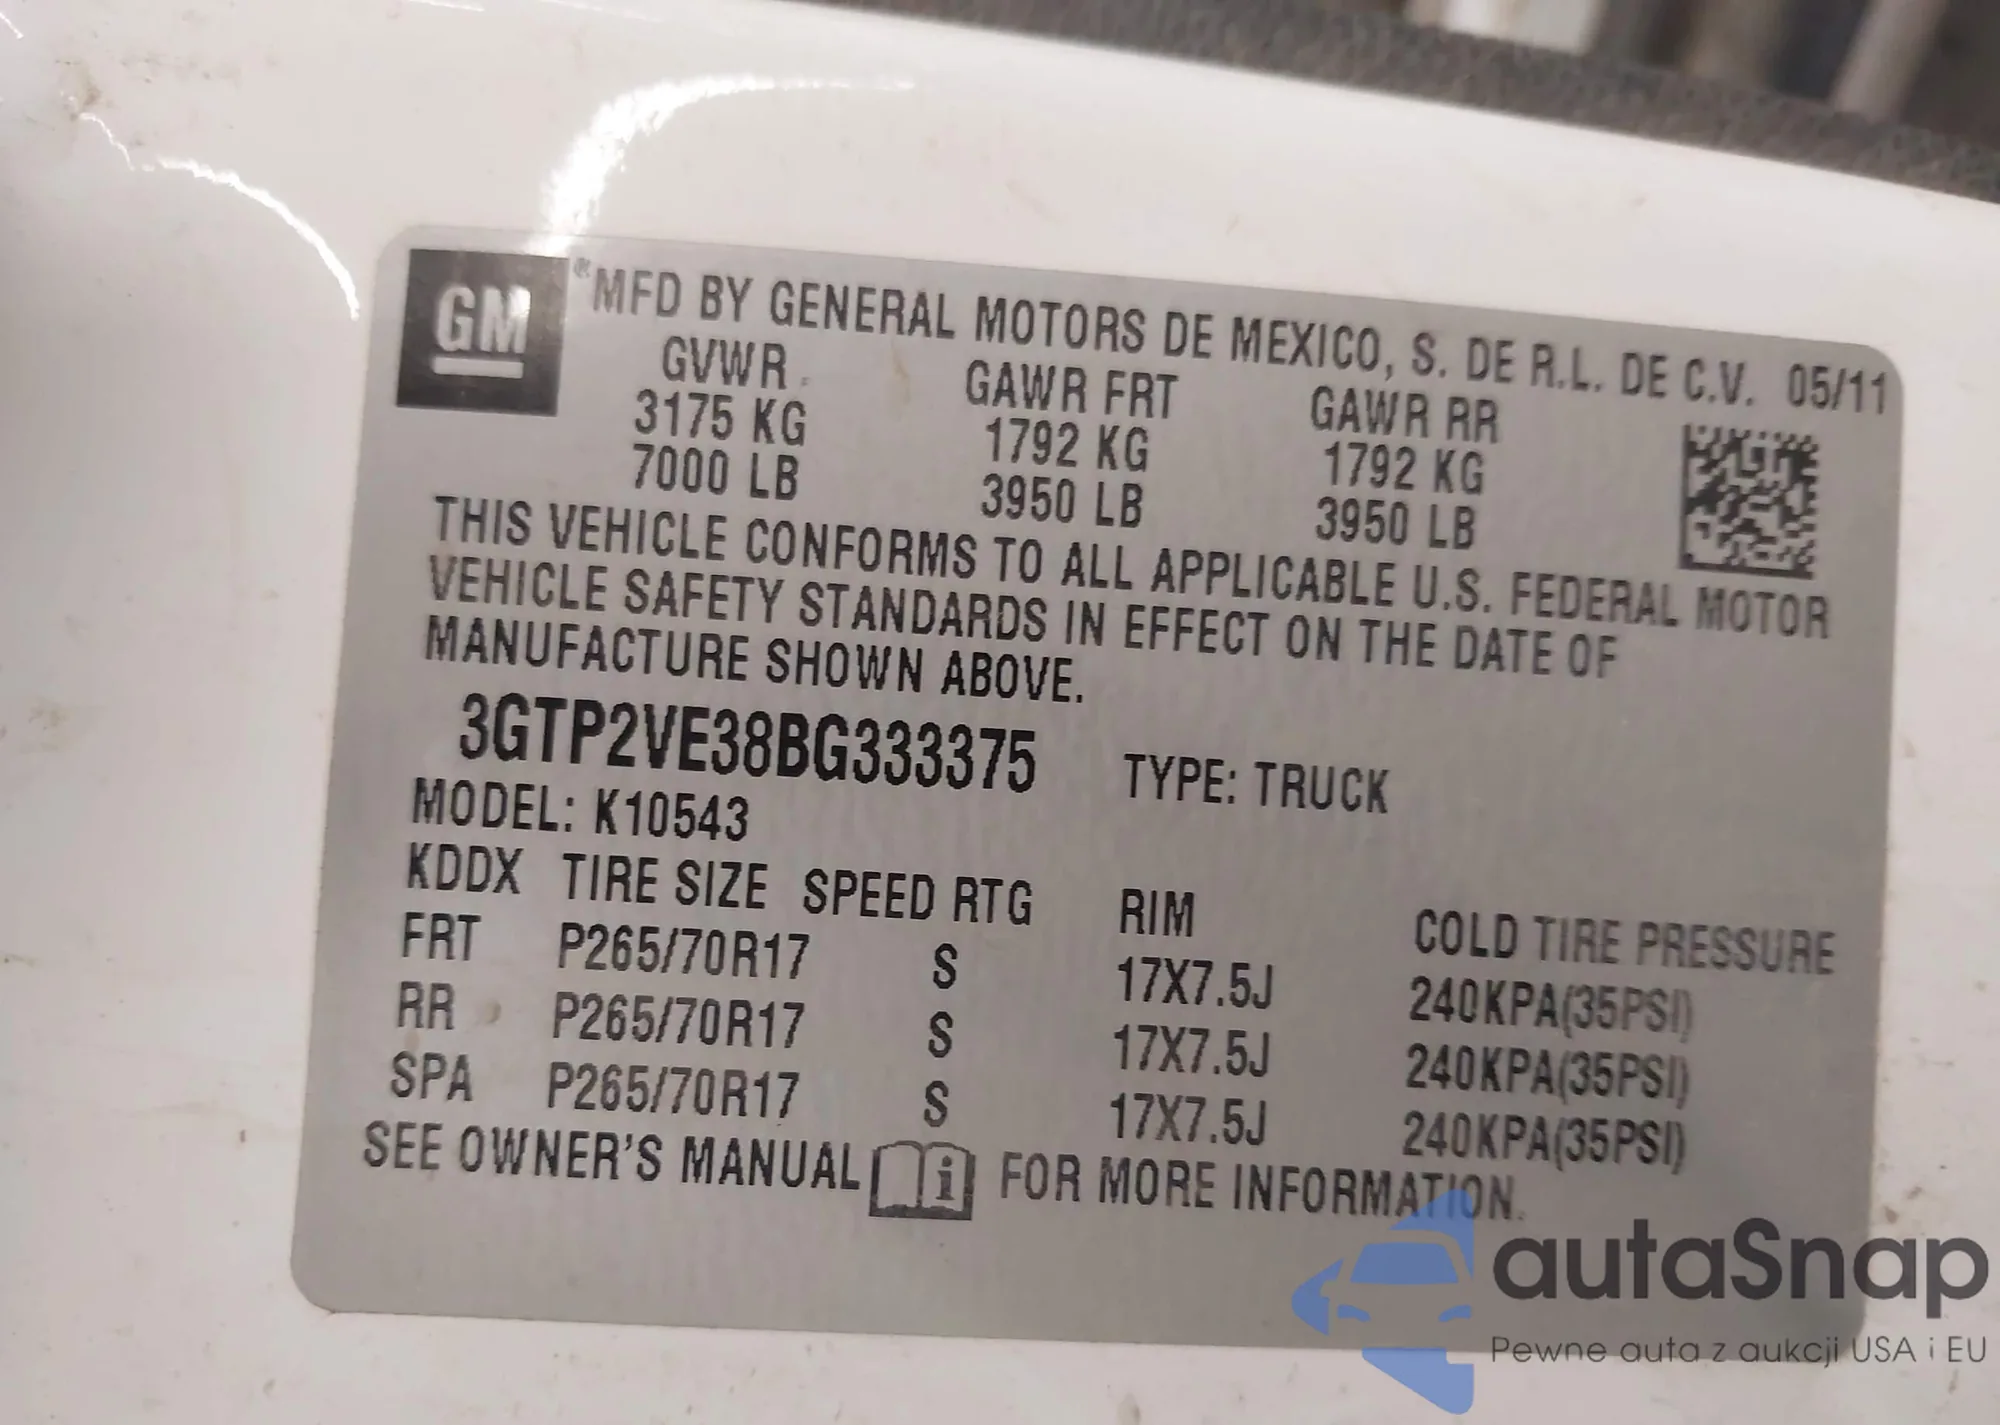 GM ® MFD BY GENERAL MOTORS DE MEXICO, S. DE R.L. DE C.V. 05/11
GVWR GAWR FRT GAWR RR
3175 KG 1792 KG 1792 KG
7000 LB 3950 LB 3950 LB
THIS VEHICLE CONFORMS TO ALL APPLICABLE U.S. FEDERAL MOTOR
VEHICLE SAFETY STANDARDS IN EFFECT ON THE DATE OF
MANUFACTURE SHOWN ABOVE.
3GTP2VE38BG333375 TYPE: TRUCK
MODEL: K10543
KDDX TIRE SIZE SPEED RTG RIM COLD TIRE PRESSURE
FRT P265/70R17 S 17X7.5J 240KPA(35PSI)
RR P265/70R17 S 17X7.5J 240KPA(35PSI)
SPA P265/70R17 S 17X7.5J 240KPA(35PSI)
SEE OWNER'S MANUAL i FOR MORE INFORMATION.
autaSnap
Pewne auta z aukcji USA i EU